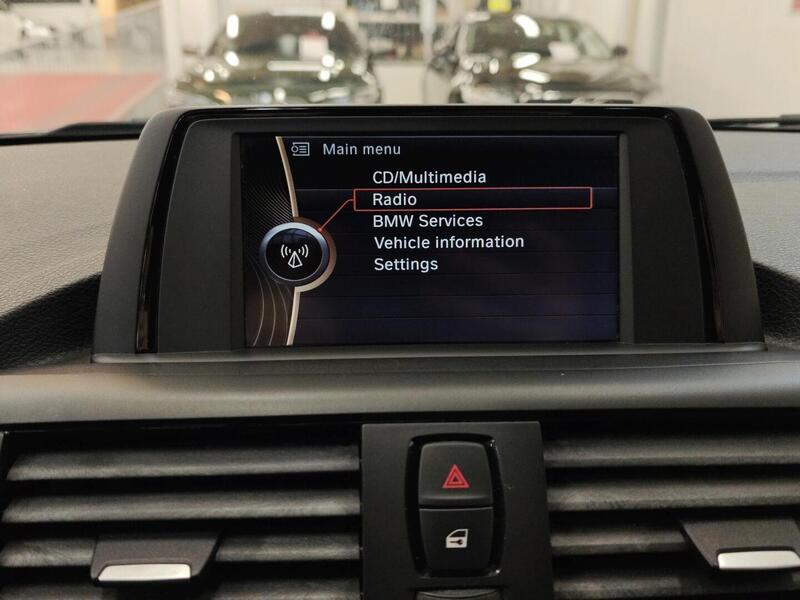 Main menu
CD/Multimedia
Radio
BMW Services
Vehicle information
Settings